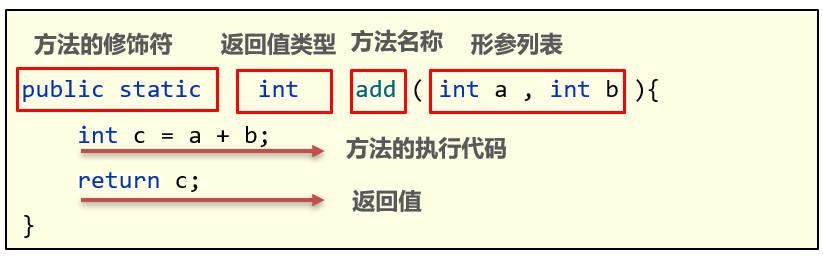 方法的修饰符 返回值类型 方法名称 形参列表
public static int add ( int a , int b ){
int c = a + b; 方法的执行代码
return c; 返回值
}